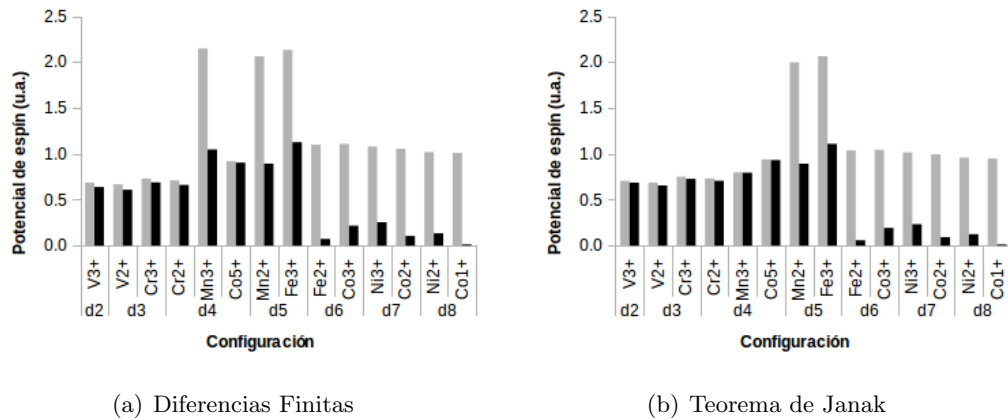 Potencial de espín (u.a.)
2.5
2.0
1.5
1.0
0.5
0.0
V3+ V2+ Cr3+ Cr2+ Mn3+ Co5+ Mn2+ Fe3+ Fe2+ Co3+ Ni3+ Co2+ Ni2+ Co1+
d2 d3 d4 d5 d6 d7 d8
Configuración
(a) Diferencias Finitas
Potencial de espín (u.a.)
2.5
2.0
1.5
1.0
0.5
0.0
V3+ V2+ Cr3+ Cr2+ Mn3+ Co5+ Mn2+ Fe3+ Fe2+ Co3+ Ni3+ Co2+ Ni2+ Co1+
d2 d3 d4 d5 d6 d7 d8
Configuración
(b) Teorema de Janak